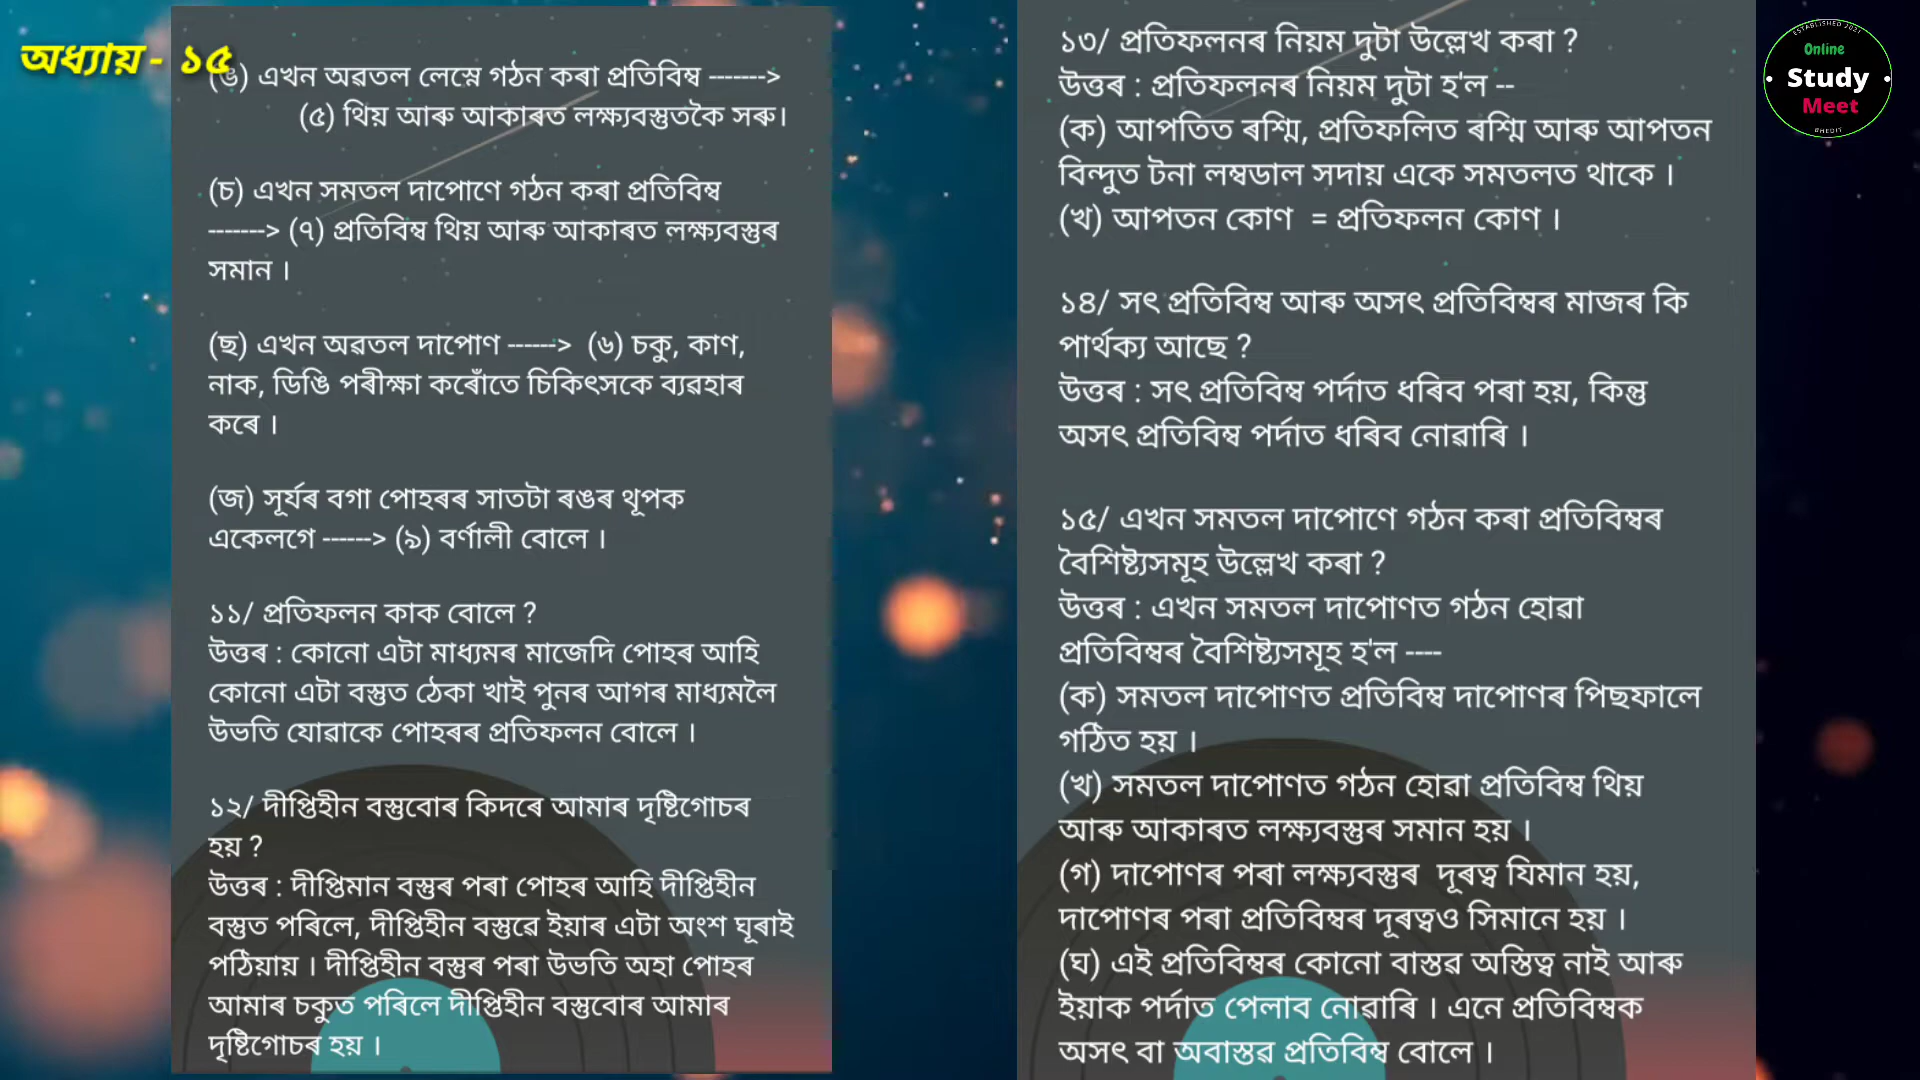 অধ্যায় - ১৫
(ঙ) এখন অৱতল লেন্সে গঠন কৰা প্ৰতিবিম্ব ------->
(৫) থিয় আৰু আকাৰত লক্ষ্যবস্তুতকৈ সৰু।
(চ) এখন সমতল দাপোণে গঠন কৰা প্ৰতিবিম্ব
-------> (৭) প্ৰতিবিম্ব থিয় আৰু আকাৰত লক্ষ্যবস্তুৰ
সমান ।
(ছ) এখন অৱতল দাপোণ ------> (৬) চকু, কাণ,
নাক, ডিঙি পৰীক্ষা কৰোঁতে চিকিৎসকে ব্যৱহাৰ
কৰে ।
(জ) সূৰ্যৰ বগা পোহৰৰ সাতটা ৰঙৰ থূপক
একেলগে ------> (৯) বৰ্ণালী বোলে ।
১১/ প্ৰতিফলন কাক বোলে ?
উত্তৰ : কোনো এটা মাধ্যমৰ মাজেদি পোহৰ আহি
কোনো এটা বস্তুত ঠেকা খাই পুনৰ আগৰ মাধ্যমলৈ
উভতি যোৱাকে পোহৰৰ প্ৰতিফলন বোলে ।
১২/ দীপ্তিহীন বস্তুবোৰ কিদৰে আমাৰ দৃষ্টিগোচৰ
হয় ?
উত্তৰ : দীপ্তিমান বস্তুৰ পৰা পোহৰ আহি দীপ্তিহীন
বস্তুত পৰিলে, দীপ্তিহীন বস্তুৱে ইয়াৰ এটা অংশ ঘূৰাই
পঠিয়ায় । দীপ্তিহীন বস্তুৰ পৰা উভতি অহা পোহৰ
আমাৰ চকুত পৰিলে দীপ্তিহীন বস্তুবোৰ আমাৰ
দৃষ্টিগোচৰ হয় ।
১৩/ প্ৰতিফলনৰ নিয়ম দুটা উল্লেখ কৰা ?
উত্তৰ : প্ৰতিফলনৰ নিয়ম দুটা হ'ল --
(ক) আপতিত ৰশ্মি, প্ৰতিফলিত ৰশ্মি আৰু আপতন
বিন্দুত টনা লম্বডাল সদায় একে সমতলত থাকে ।
(খ) আপতন কোণ = প্ৰতিফলন কোণ ।
১৪/ সৎ প্ৰতিবিম্ব আৰু অসৎ প্ৰতিবিম্বৰ মাজৰ কি
পাৰ্থক্য আছে ?
উত্তৰ : সৎ প্ৰতিবিম্ব পৰ্দাত ধৰিব পৰা হয়, কিন্তু
অসৎ প্ৰতিবিম্ব পৰ্দাত ধৰিব নোৱাৰি ।
১৫/ এখন সমতল দাপোণে গঠন কৰা প্ৰতিবিম্বৰ
বৈশিষ্ট্যসমূহ উল্লেখ কৰা ?
উত্তৰ : এখন সমতল দাপোণত গঠন হোৱা
প্ৰতিবিম্বৰ বৈশিষ্ট্যসমূহ হ'ল ----
(ক) সমতল দাপোণত প্ৰতিবিম্ব দাপোণৰ পিছফালে
গঠিত হয় ।
(খ) সমতল দাপোণত গঠন হোৱা প্ৰতিবিম্ব থিয়
আৰু আকাৰত লক্ষ্যবস্তুৰ সমান হয় ।
(গ) দাপোণৰ পৰা লক্ষ্যবস্তুৰ দূৰত্ব যিমান হয়,
দাপোণৰ পৰা প্ৰতিবিম্বৰ দূৰত্বও সিমানে হয় ।
(ঘ) এই প্ৰতিবিম্বৰ কোনো বাস্তৱ অস্তিত্ব নাই আৰু
ইয়াক পৰ্দাত পেলাব নোৱাৰি । এনে প্ৰতিবিম্বক
অসৎ বা অবাস্তৱ প্ৰতিবিম্ব বোলে ।
ESTABLISHED 2021
Online
Study
Meet
#HEDIT